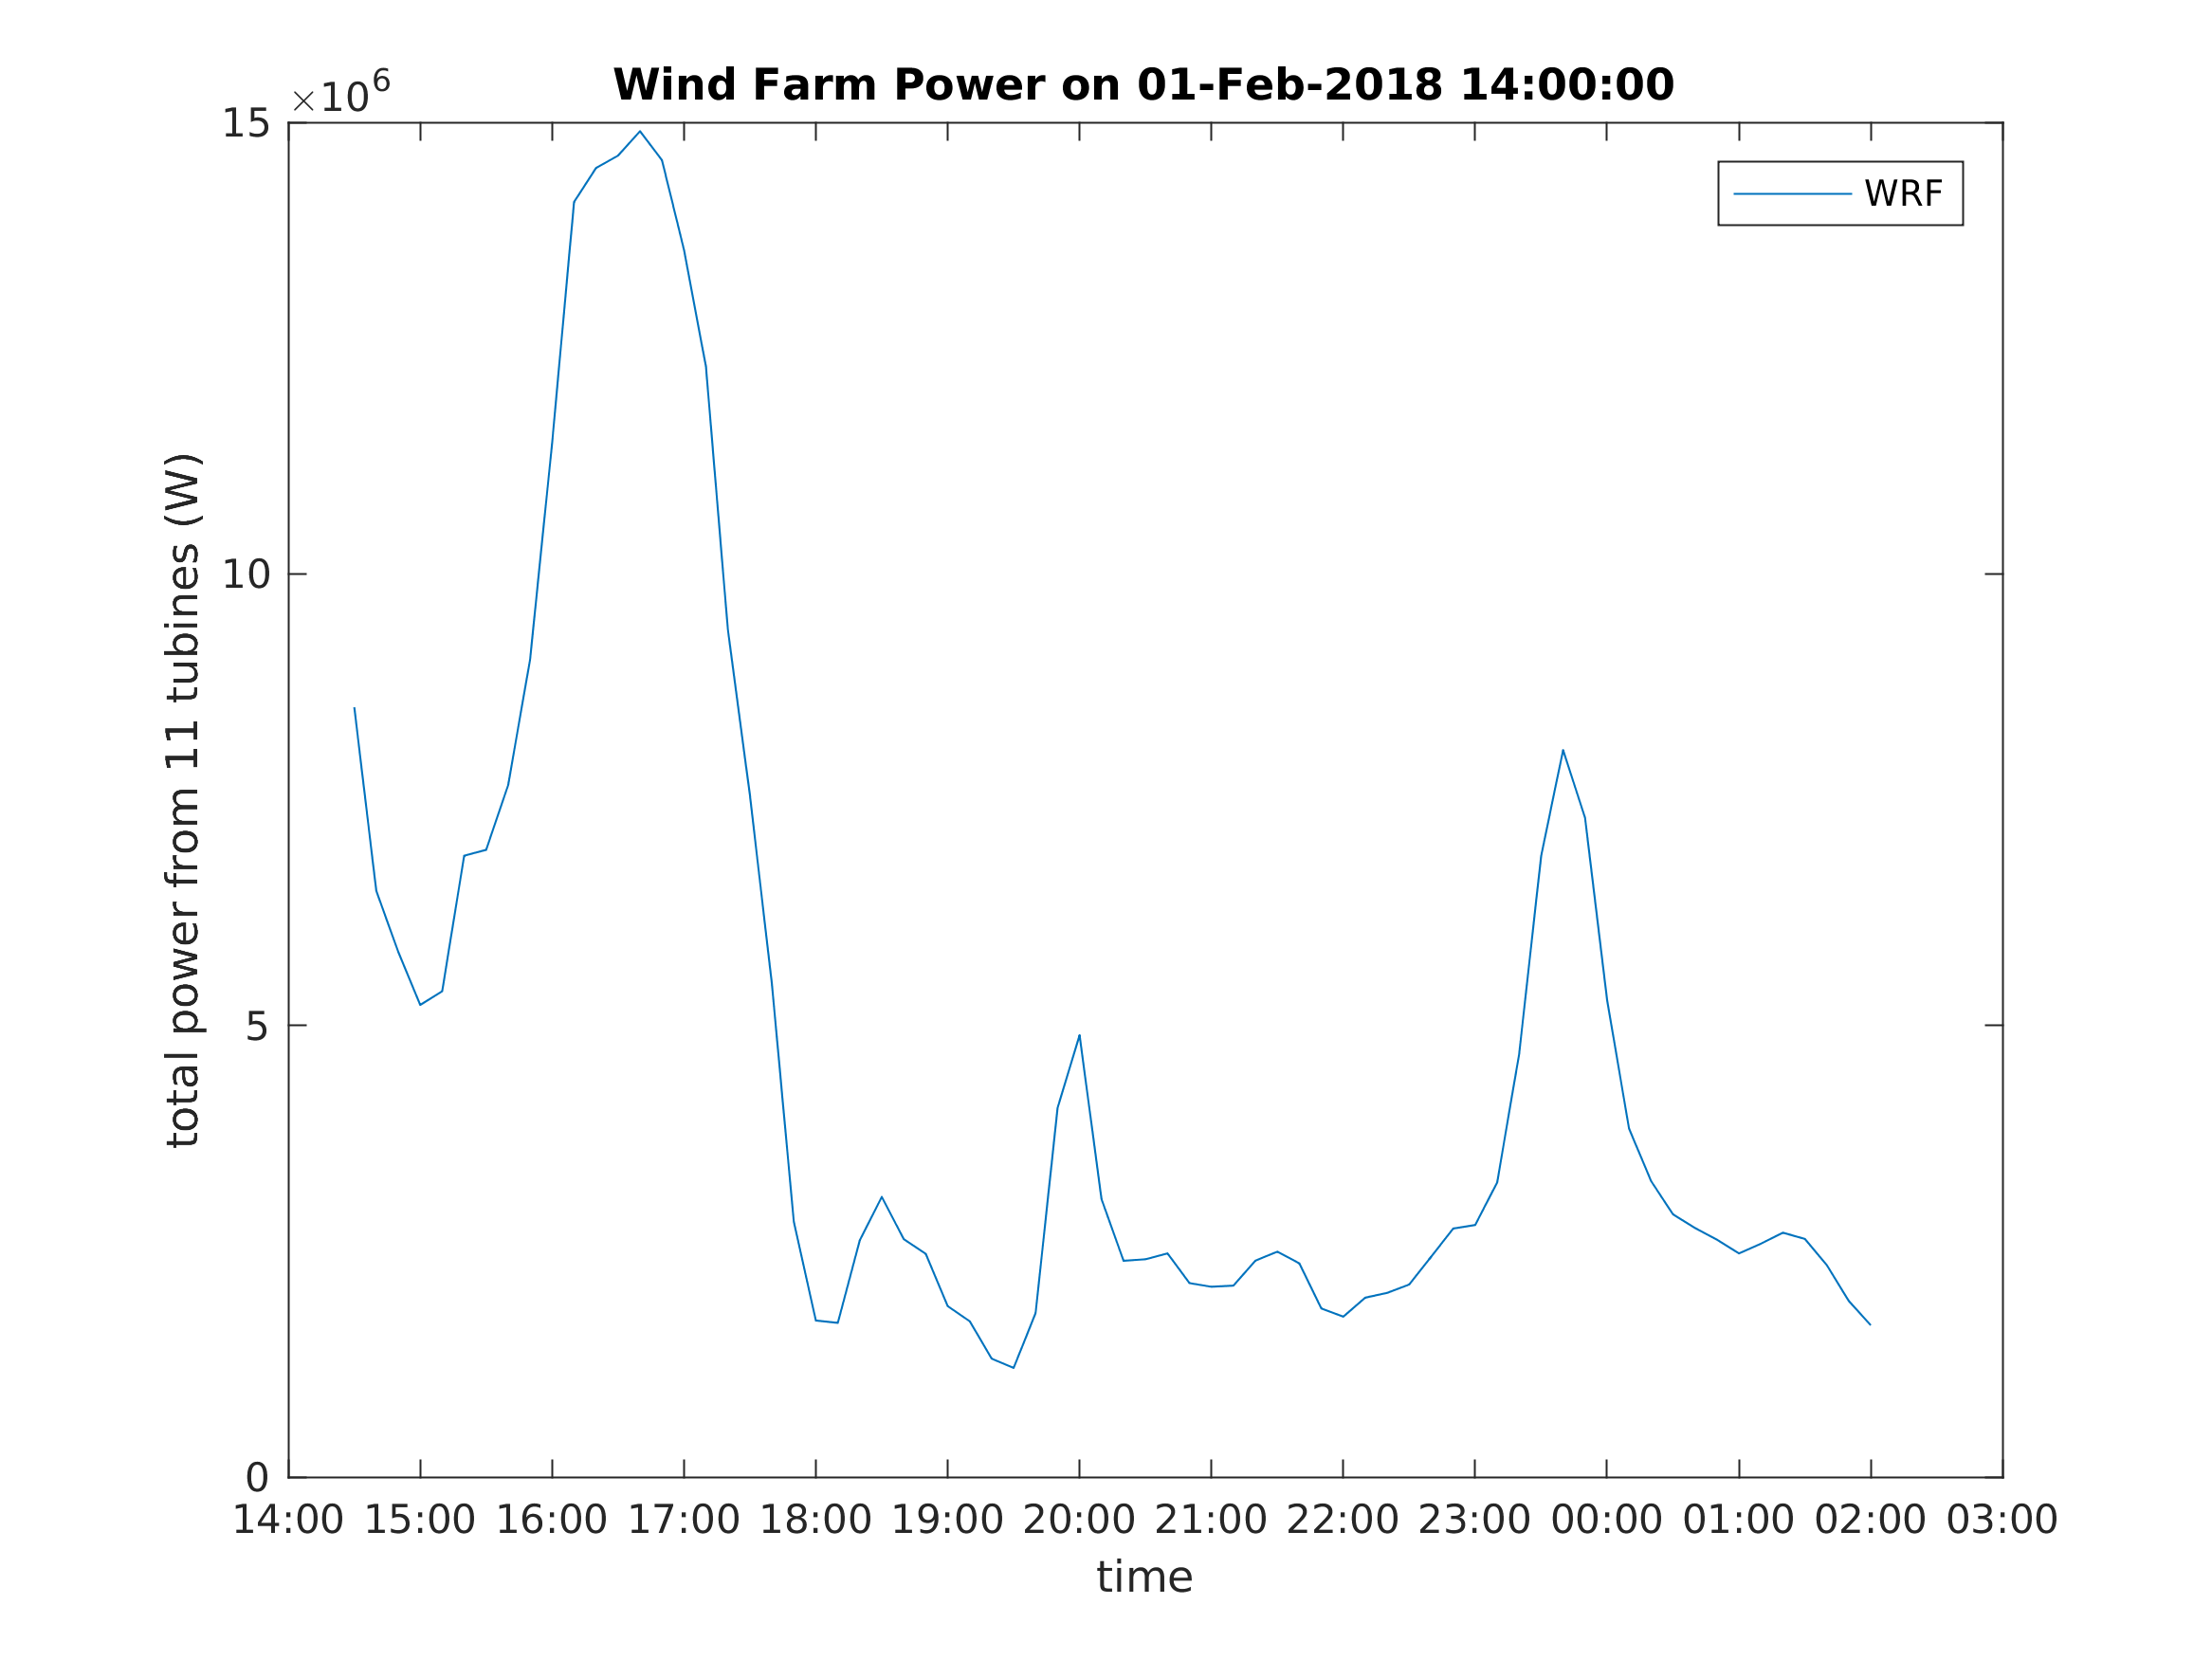 Wind Farm Power on 01-Feb-2018 14:00:00
×10^6
15
10
5
0
total power from 11 tubines (W)
WRF
14:00 15:00 16:00 17:00 18:00 19:00 20:00 21:00 22:00 23:00 00:00 01:00 02:00 03:00
time